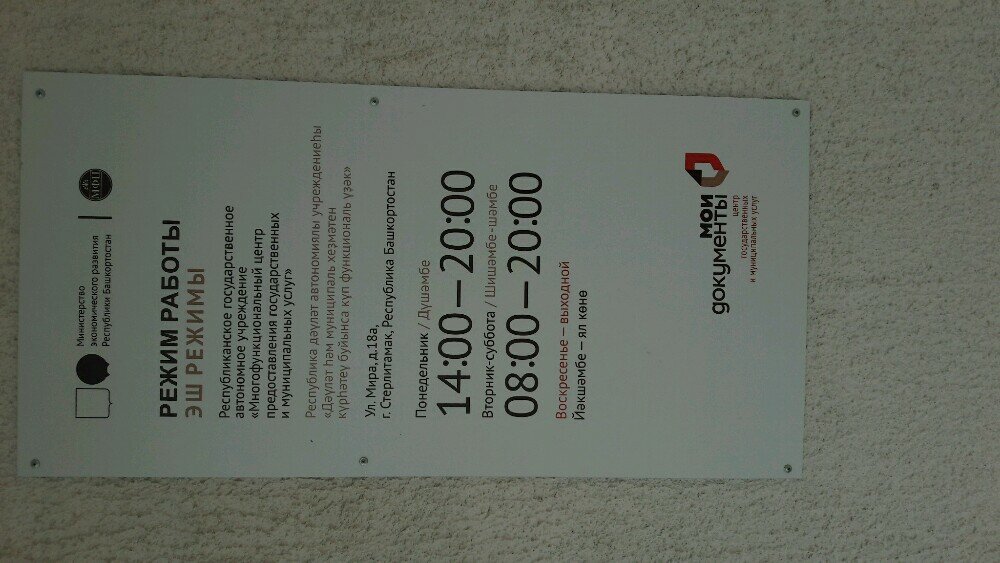 Министерство
экономического развития
Республики Башкортостан
МФЦ
РЕЖИМ РАБОТЫ
ЭШ РЕЖИМЫ
Республиканское государственное
автономное учреждение
«Многофункциональный центр
предоставления государственных
и муниципальных услуг»
Республика дәүләт автономиялы учреждениеһы
«Дәүләт һәм муниципаль хеҙмәтен
күрһәтеү буйынса күп функциональ үҙәк»
Ул. Мира, д.18а,
г. Стерлитамак, Республика Башкортостан
Понедельник / Дүшәмбе
14:00 — 20:00
Вторник-суббота / Шишәмбе-шәмбе
08:00 — 20:00
Воскресенье — выходной
Йәкшәмбе — ял көнө
мои
документы
центр
государственных
и муниципальных услуг